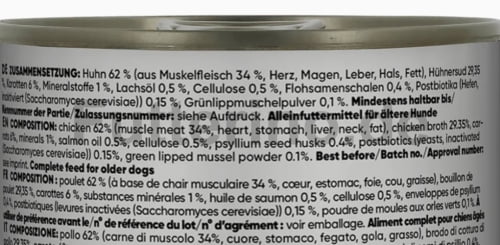 DE ZUSAMMENSETZUNG: Huhn 62 % (aus Muskelfleisch 34 %, Herz, Magen, Leber, Hals, Fett), Hühnersud 29,35
%, Karotten 6 %, Mineralstoffe 1 %, Lachsöl 0,5 %, Cellulose 0,5 %, Flohsamenschalen 0,4 %, Postbiotika (Hefen,
inaktiviert (Saccharomyces cerevisiae)) 0,15 %, Grünlippmuschelpulver 0,1 %. Mindestens haltbar bis/
Kennnummer der Partie/Zulassungsnummer: siehe Aufdruck. Alleinfuttermittel für ältere Hunde
EN COMPOSITION: chicken 62% (muscle meat 34%, heart, stomach, liver, neck, fat), chicken broth 29.35%, car-
6%, minerals 1%, salmon oil 0.5%, cellulose 0.5%, psyllium seed husks 0.4%, postbiotics (yeasts, inactivated
(Saccharomyces cerevisiae)) 0.15%, green lipped mussel powder 0.1%. Best before/Batch no./Approval number:
see imprint. Complete feed for older dogs
FR COMPOSITION: poulet 62 % (à base de chair musculaire 34 %, cœur, estomac, foie, cou, graisse), bouillon de
poulet 29,35 %, carottes 6 %, substances minérales 1 %, huile de saumon 0,5 %, cellulose 0,5 %, enveloppes de psyllium
0,4 %, postbiotiques (levures inactivées (Saccharomyces cerevisiae)) 0,15 %, poudre de moules aux orles verts 0,1 %. À
utiliser de préférence avant le/n° de référence du lot/n° d'agrément: voir emballage. Aliment complet pour chiens âgés
IT COMPOSIZIONE: pollo 62% (carne di muscolo 34%, cuore, stomaco, fegato, gola, grasso), brodo di cottura di